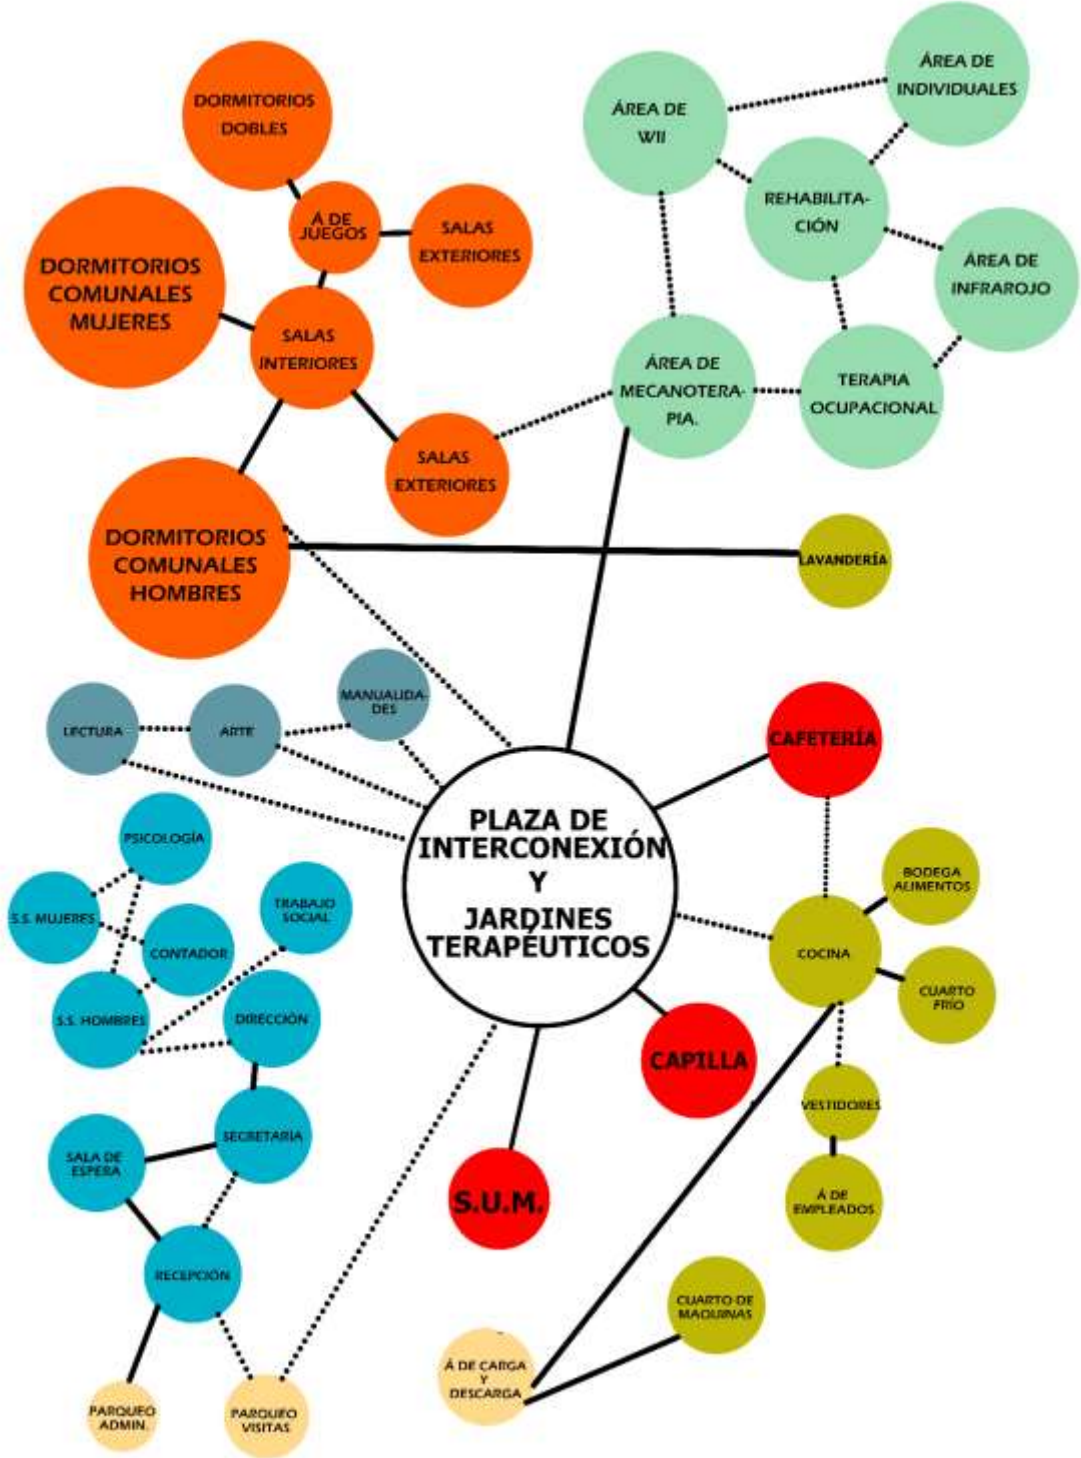 DORMITORIOS
DOBLES
Á DE
JUEGOS
SALAS
EXTERIORES
DORMITORIOS
COMUNALES
MUJERES
SALAS
INTERIORES
SALAS
EXTERIORES
DORMITORIOS
COMUNALES
HOMBRES
ÁREA DE
WII
ÁREA DE
INDIVIDUALES
REHABILITA-
CIÓN
ÁREA DE
INFRAROJO
ÁREA DE
MECANOTERA-
PIA.
TERAPIA
OCUPACIONAL
LAVANDERÍA
LECTURA
ARTE
MANUALIDA-
DES
CAFETERÍA
PLAZA DE
INTERCONEXIÓN
Y
JARDINES
TERAPÉUTICOS
PSICOLOGÍA
S.S. MUJERES
TRABAJO
SOCIAL
CONTADOR
S.S. HOMBRES
DIRECCIÓN
SECRETARÍA
SALA DE
ESPERA
RECEPCIÓN
PARQUEO
ADMIN.
PARQUEO
VISITAS
BODEGA
ALIMENTOS
COCINA
CUARTO
FRÍO
CAPILLA
VESTIDORES
Á DE
EMPLEADOS
S.U.M.
CUARTO DE
MAQUINAS
Á DE CARGA
Y
DESCARGA